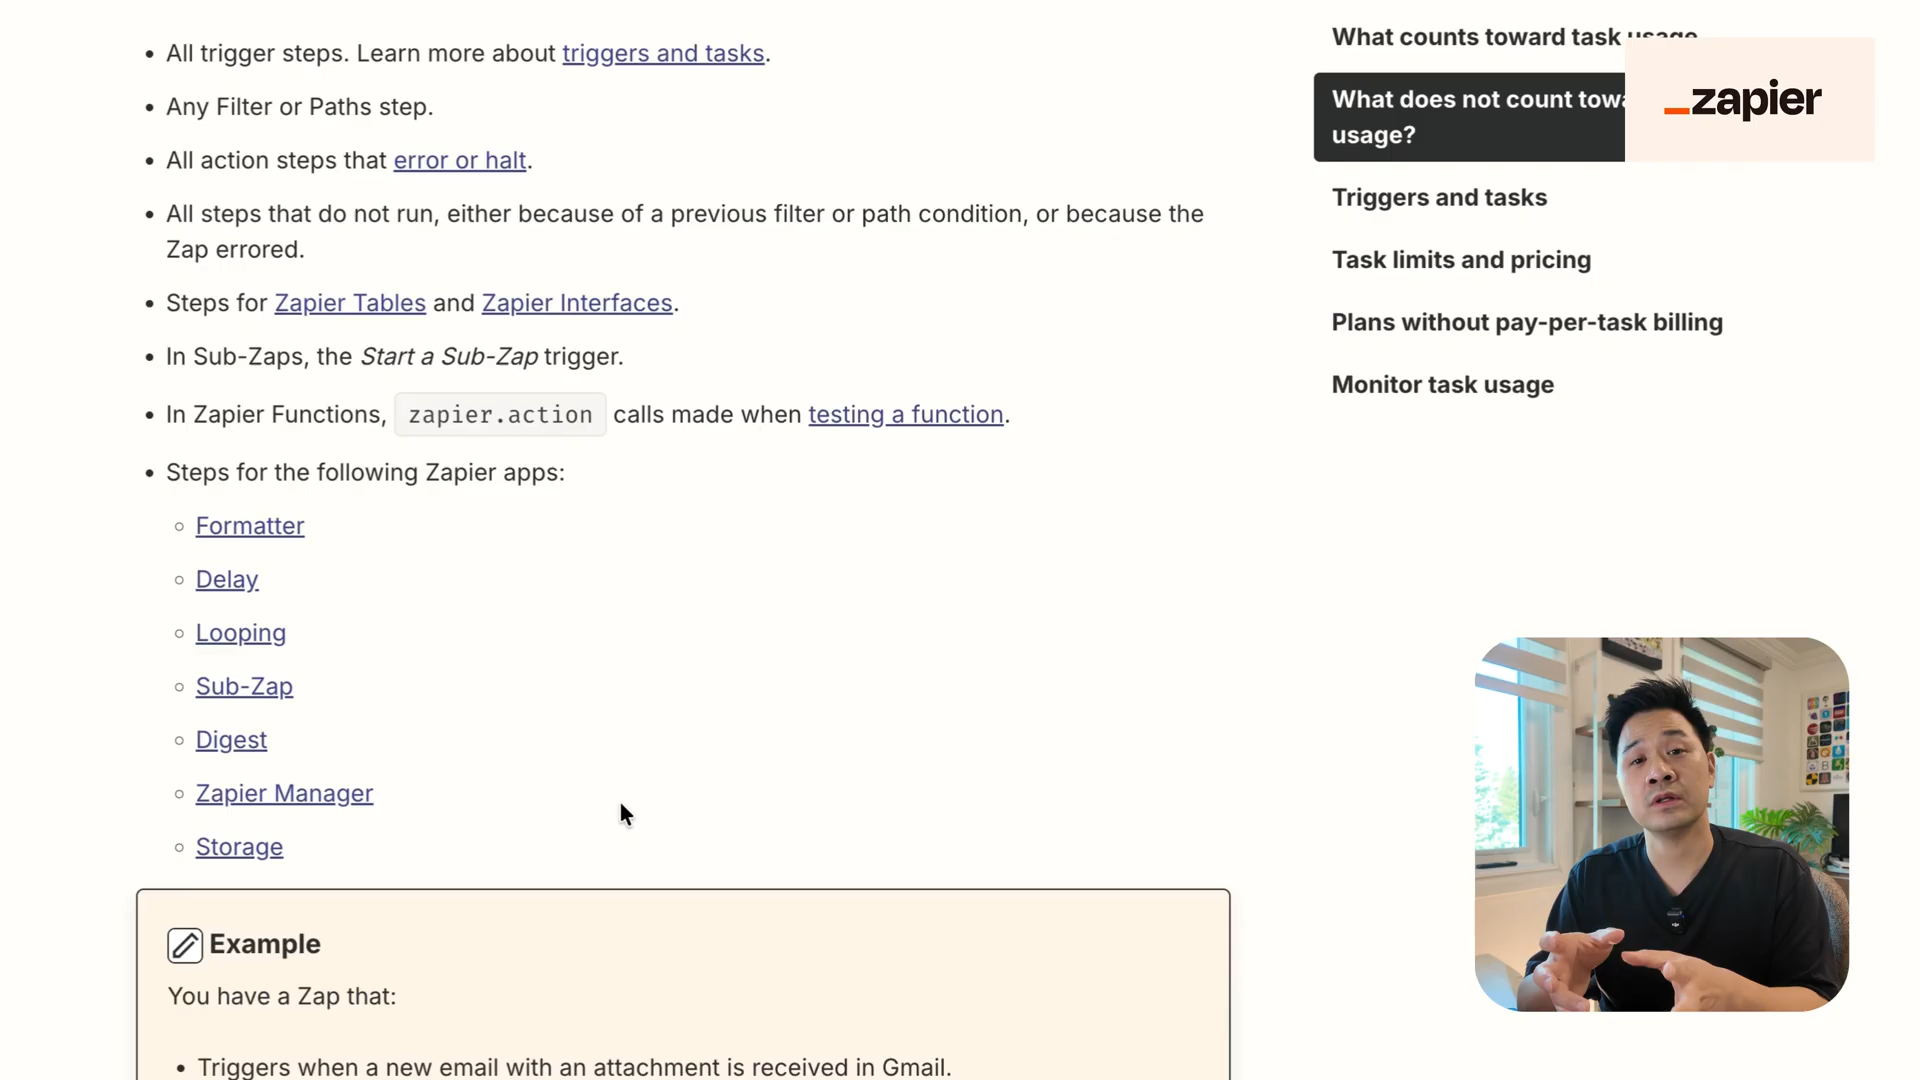 All trigger steps. Learn more about triggers and tasks.
Any Filter or Paths step.
All action steps that error or halt.
All steps that do not run, either because of a previous filter or path condition, or because the
Zap errored.
Steps for Zapier Tables and Zapier Interfaces.
In Sub-Zaps, the Start a Sub-Zap trigger.
In Zapier Functions, zapier.action calls made when testing a function.
Steps for the following Zapier apps:
Formatter
Delay
Looping
Sub-Zap
Digest
Zapier Manager
Storage
Example
You have a Zap that:
Triggers when a new email with an attachment is received in Gmail.
What counts toward task usage
What does not count towa
usage?
Triggers and tasks
Task limits and pricing
Plans without pay-per-task billing
Monitor task usage
_zapier